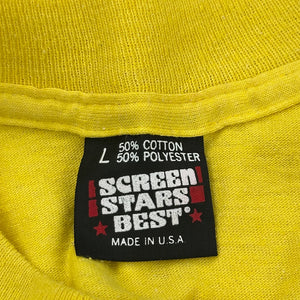 50% COTTON
L 50% POLYESTER
SCREEN
STARS
BEST®
MADE IN U.S.A.